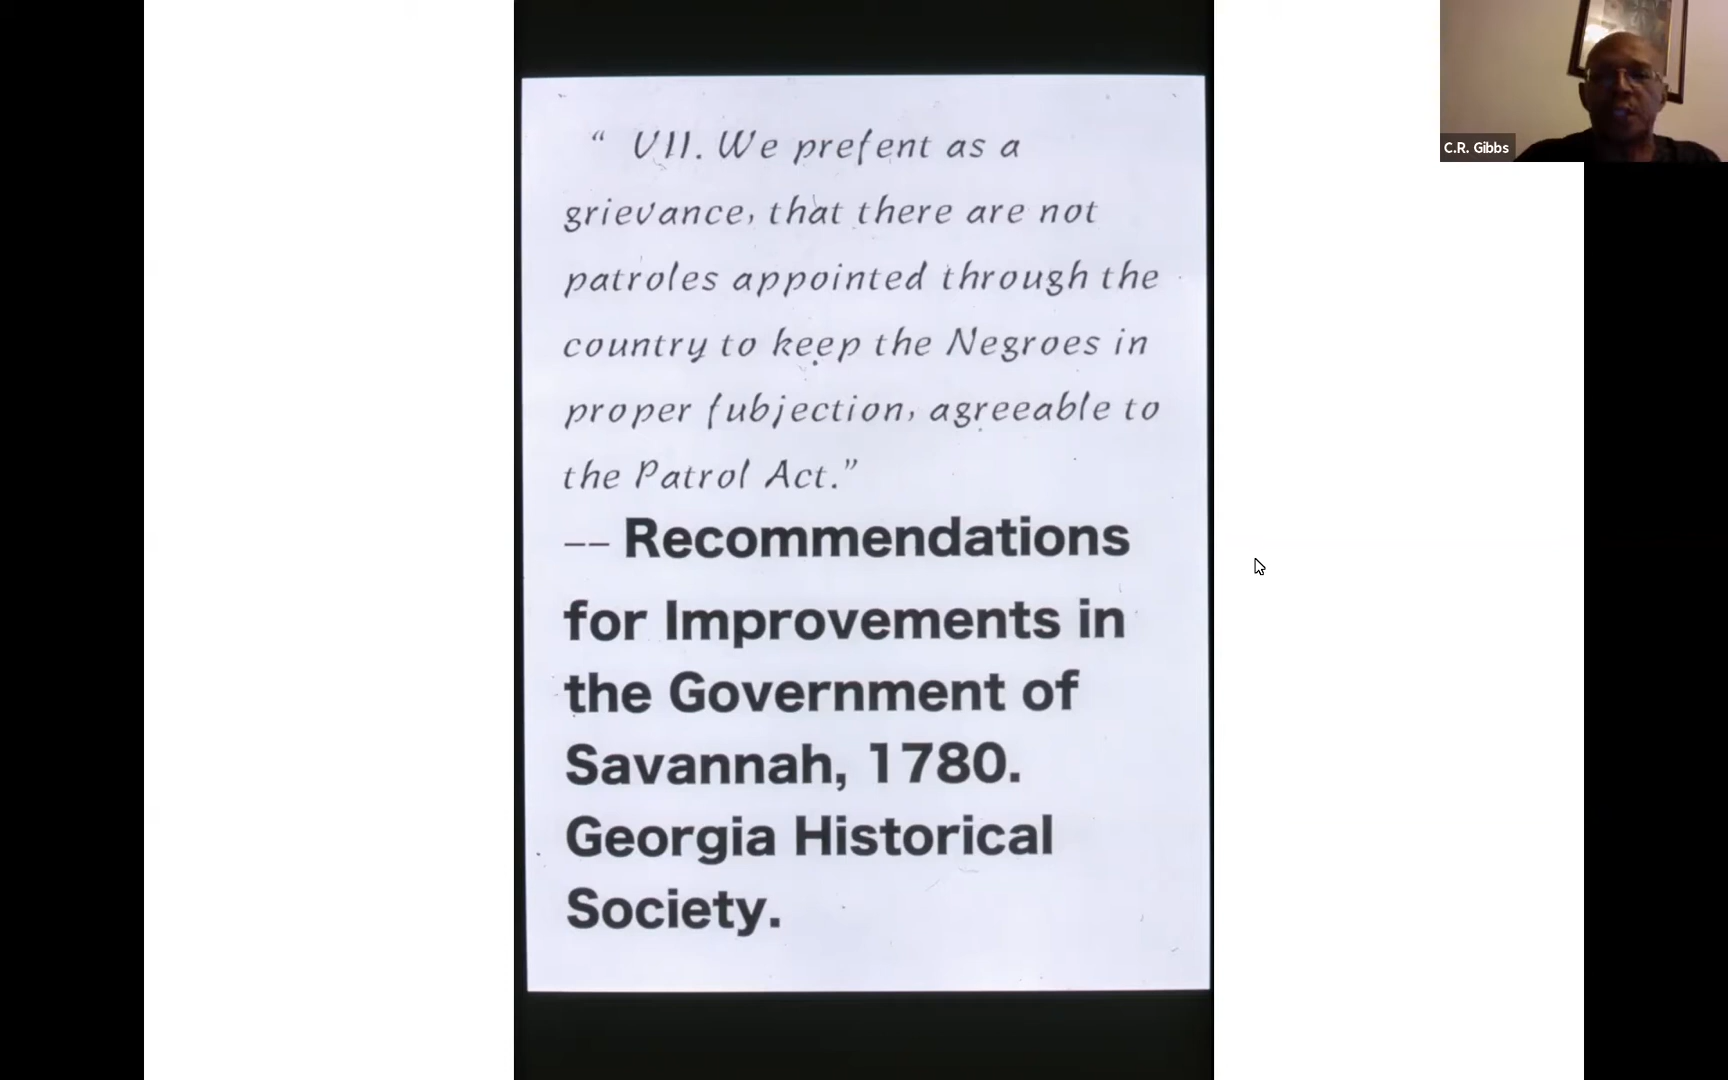 “ VII. We preſent as a
grievance, that there are not
patroles appointed through the
country to keep the Negroes in
proper ſubjection, agreeable to
the Patrol Act.”
-- Recommendations
for Improvements in
the Government of
Savannah, 1780.
Georgia Historical
Society.
C.R. Gibbs